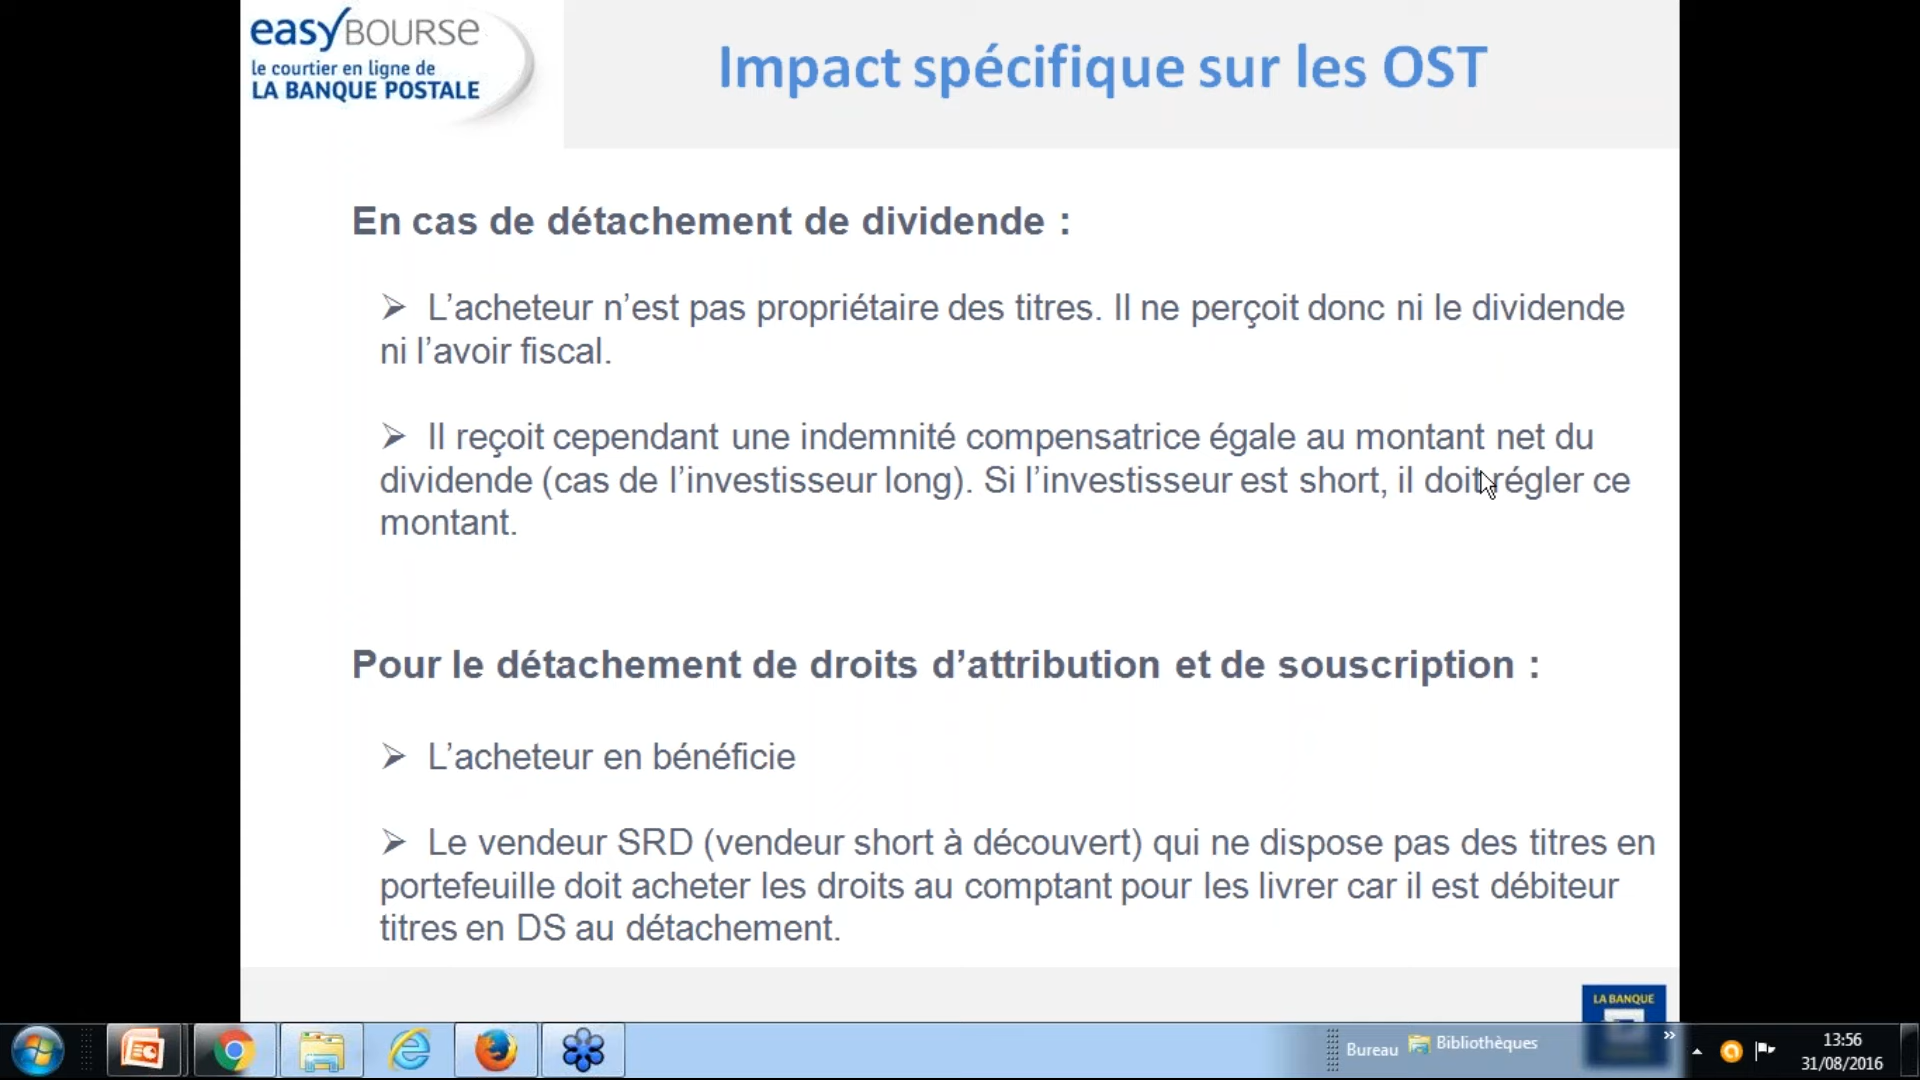 easyBOURSE
le courtier en ligne de
LA BANQUE POSTALE
Impact spécifique sur les OST
En cas de détachement de dividende :
➢ L’acheteur n’est pas propriétaire des titres. Il ne perçoit donc ni le dividende
ni l’avoir fiscal.
➢ Il reçoit cependant une indemnité compensatrice égale au montant net du
dividende (cas de l’investisseur long). Si l’investisseur est short, il doit régler ce
montant.
Pour le détachement de droits d’attribution et de souscription :
➢ L’acheteur en bénéficie
➢ Le vendeur SRD (vendeur short à découvert) qui ne dispose pas des titres en
portefeuille doit acheter les droits au comptant pour les livrer car il est débiteur
titres en DS au détachement.
LA BANQUE
Bureau
Bibliothèques
»
13:56
31/08/2016